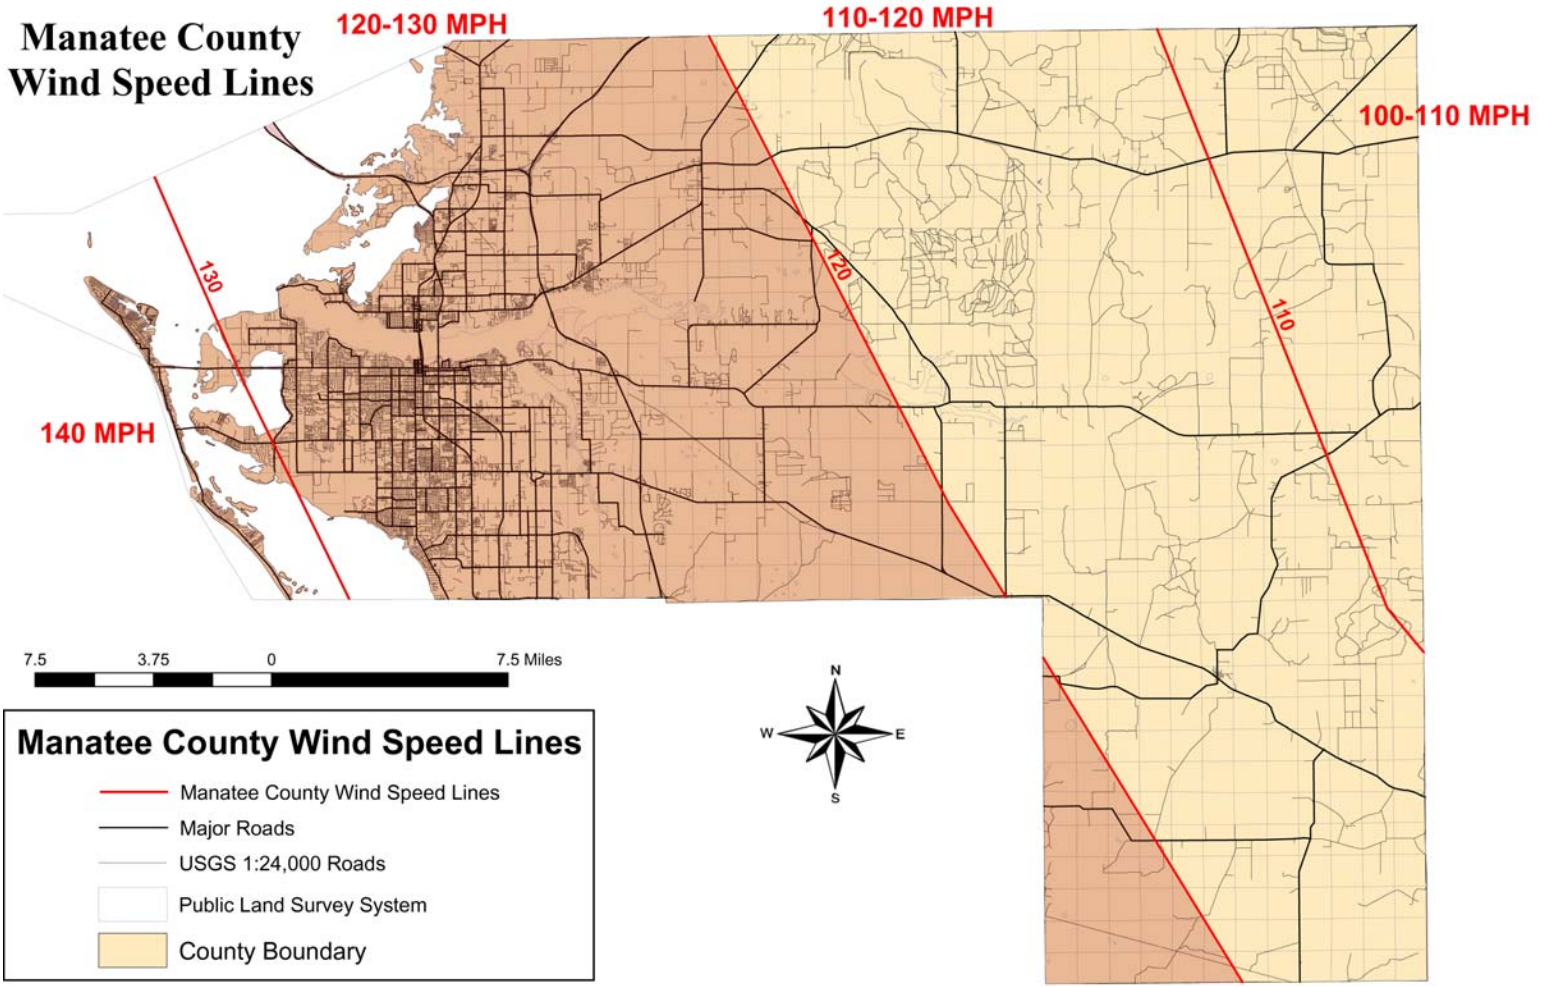 Manatee County
Wind Speed Lines
120-130 MPH
110-120 MPH
100-110 MPH
130
120
110
140 MPH
7.5 3.75 0 7.5 Miles
N
W E
S
Manatee County Wind Speed Lines
Manatee County Wind Speed Lines
Major Roads
USGS 1:24,000 Roads
Public Land Survey System
County Boundary